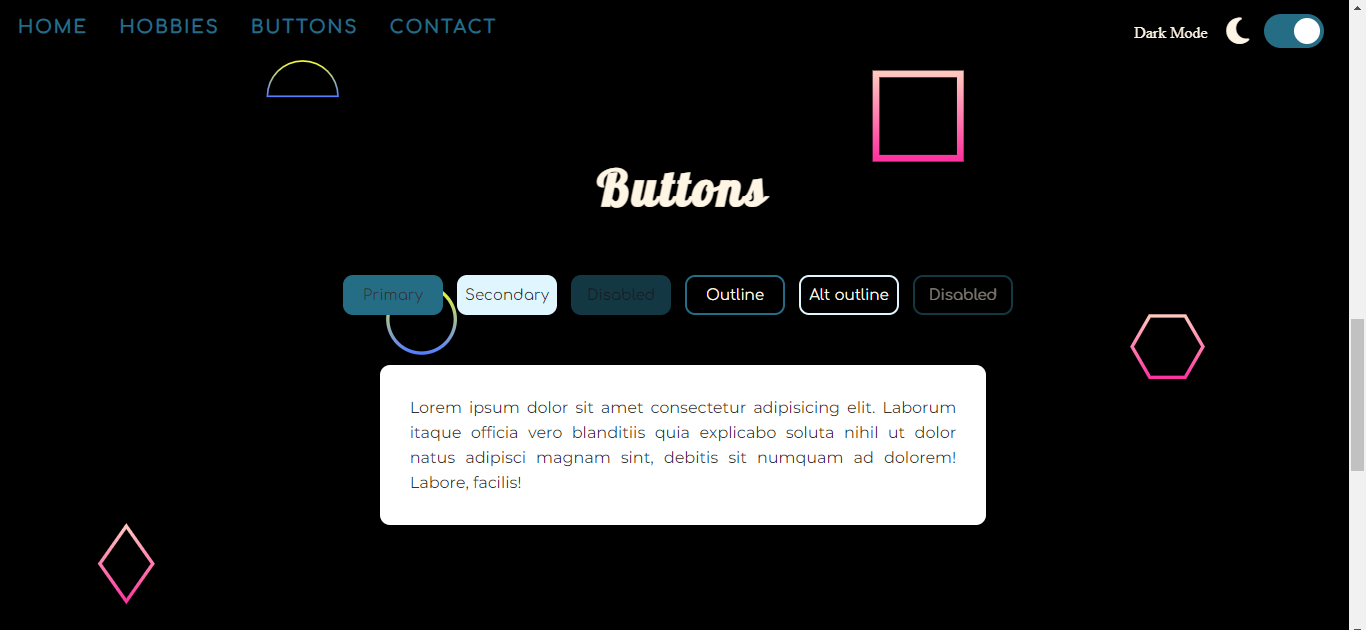 HOME HOBBIES BUTTONS CONTACT Dark Mode
Buttons
Primary Secondary Disabled Outline Alt outline Disabled
Lorem ipsum dolor sit amet consectetur adipisicing elit. Laborum
itaque officia vero blanditiis quia explicabo soluta nihil ut dolor
natus adipisci magnam sint, debitis sit numquam ad dolorem!
Labore, facilis!